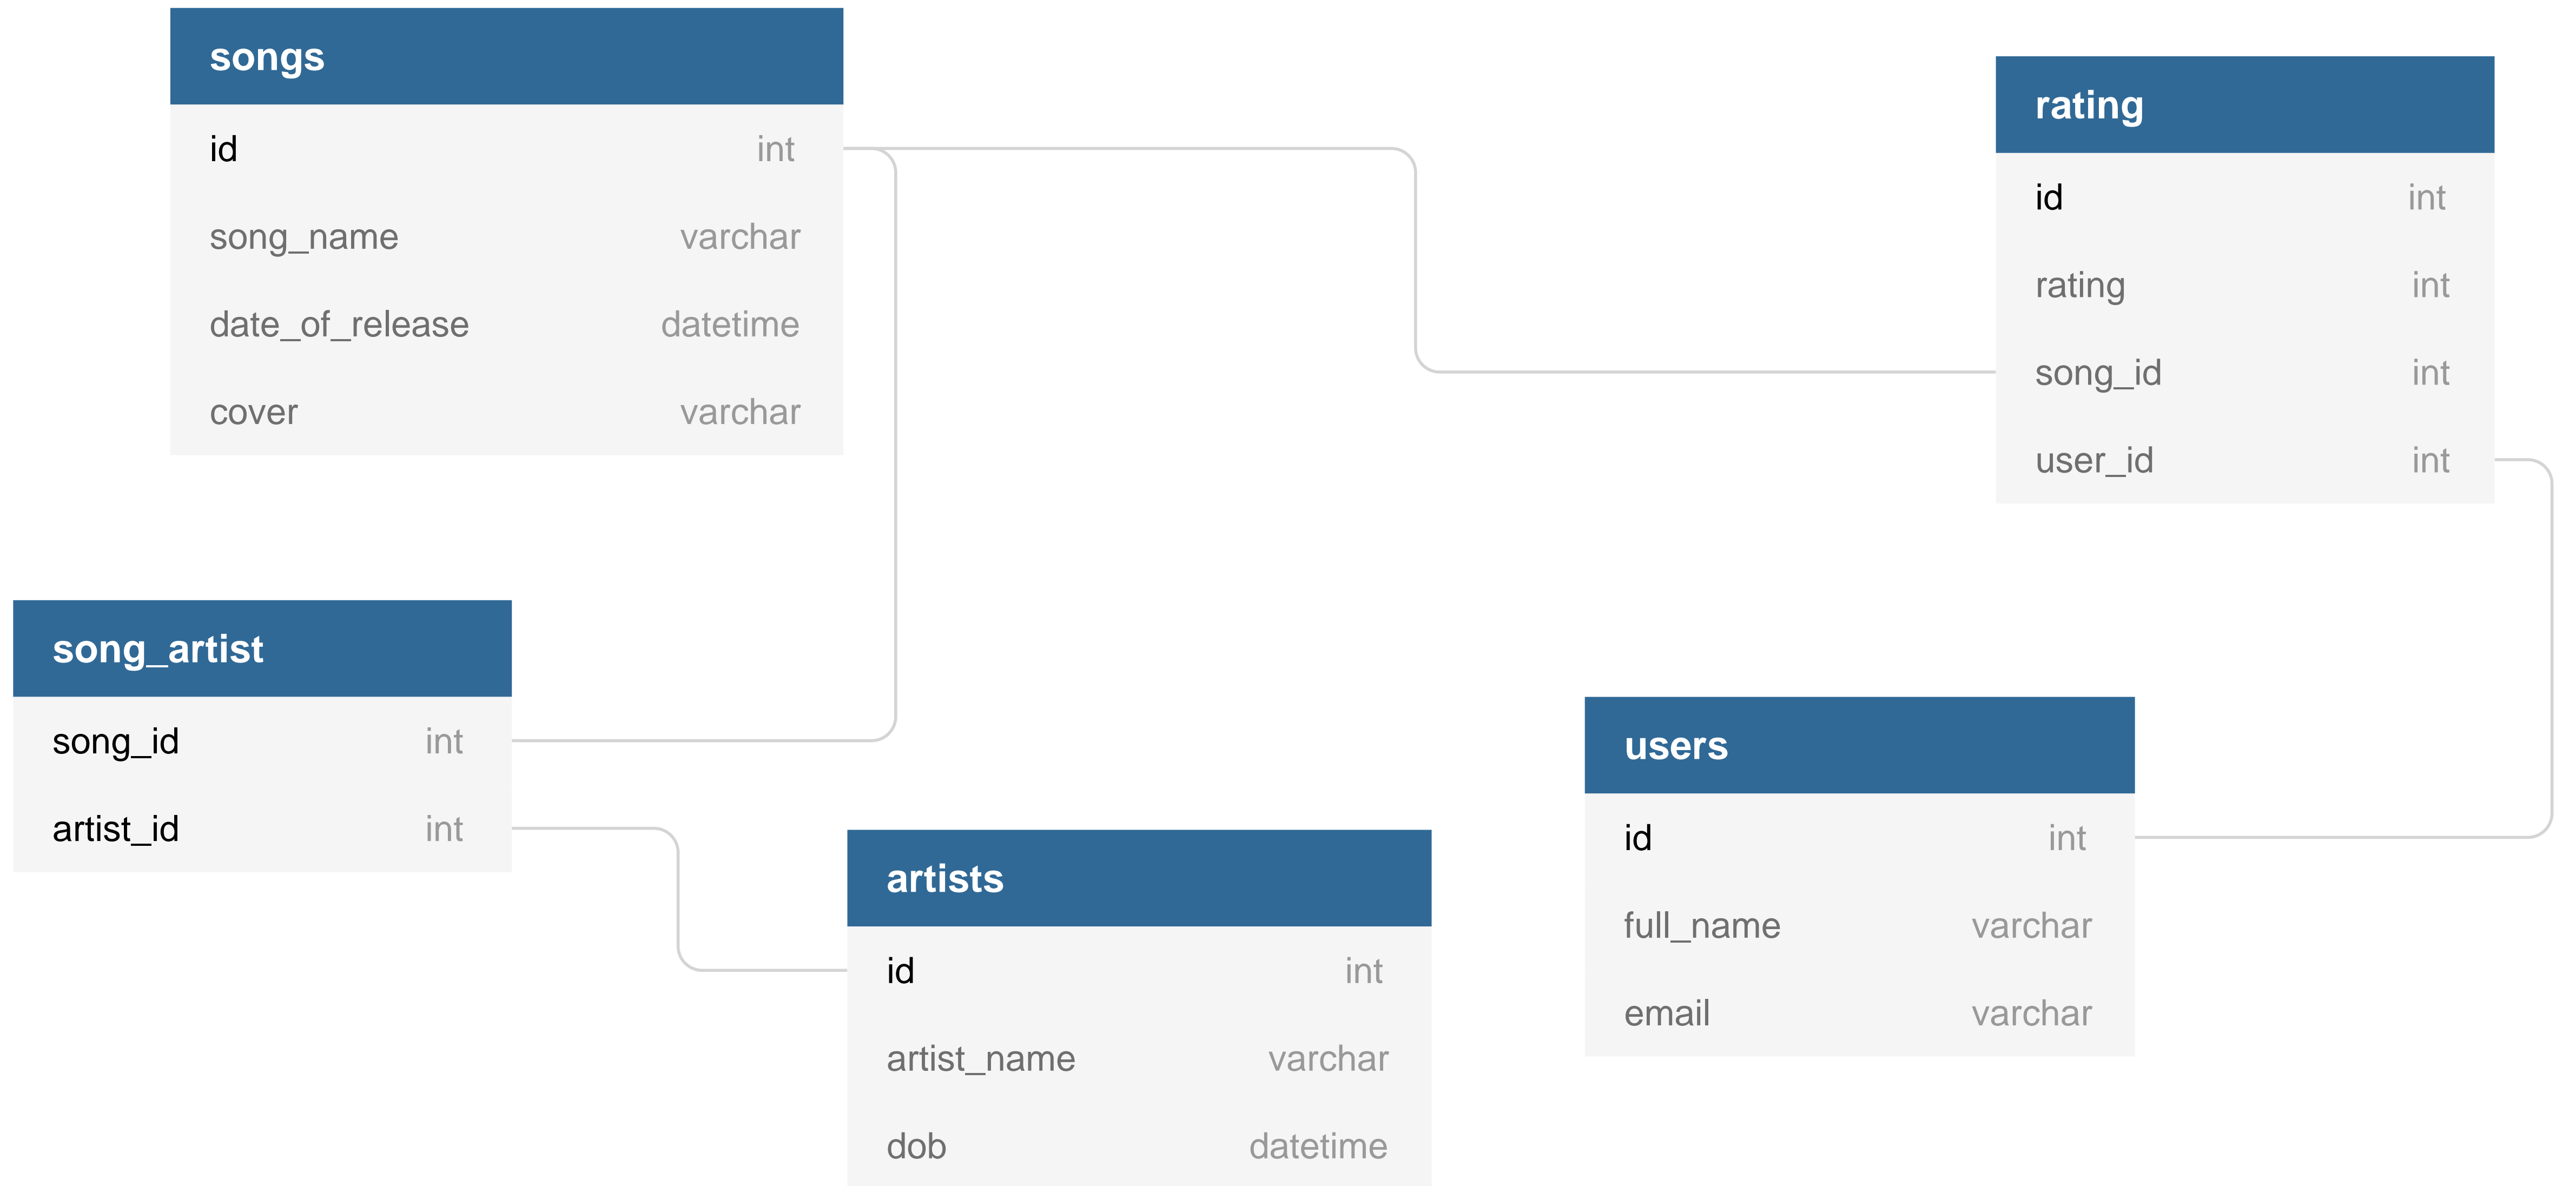 songs
id int
song_name varchar
date_of_release datetime
cover varchar
rating
id int
rating int
song_id int
user_id int
song_artist
song_id int
artist_id int
artists
id int
artist_name varchar
dob datetime
users
id int
full_name varchar
email varchar